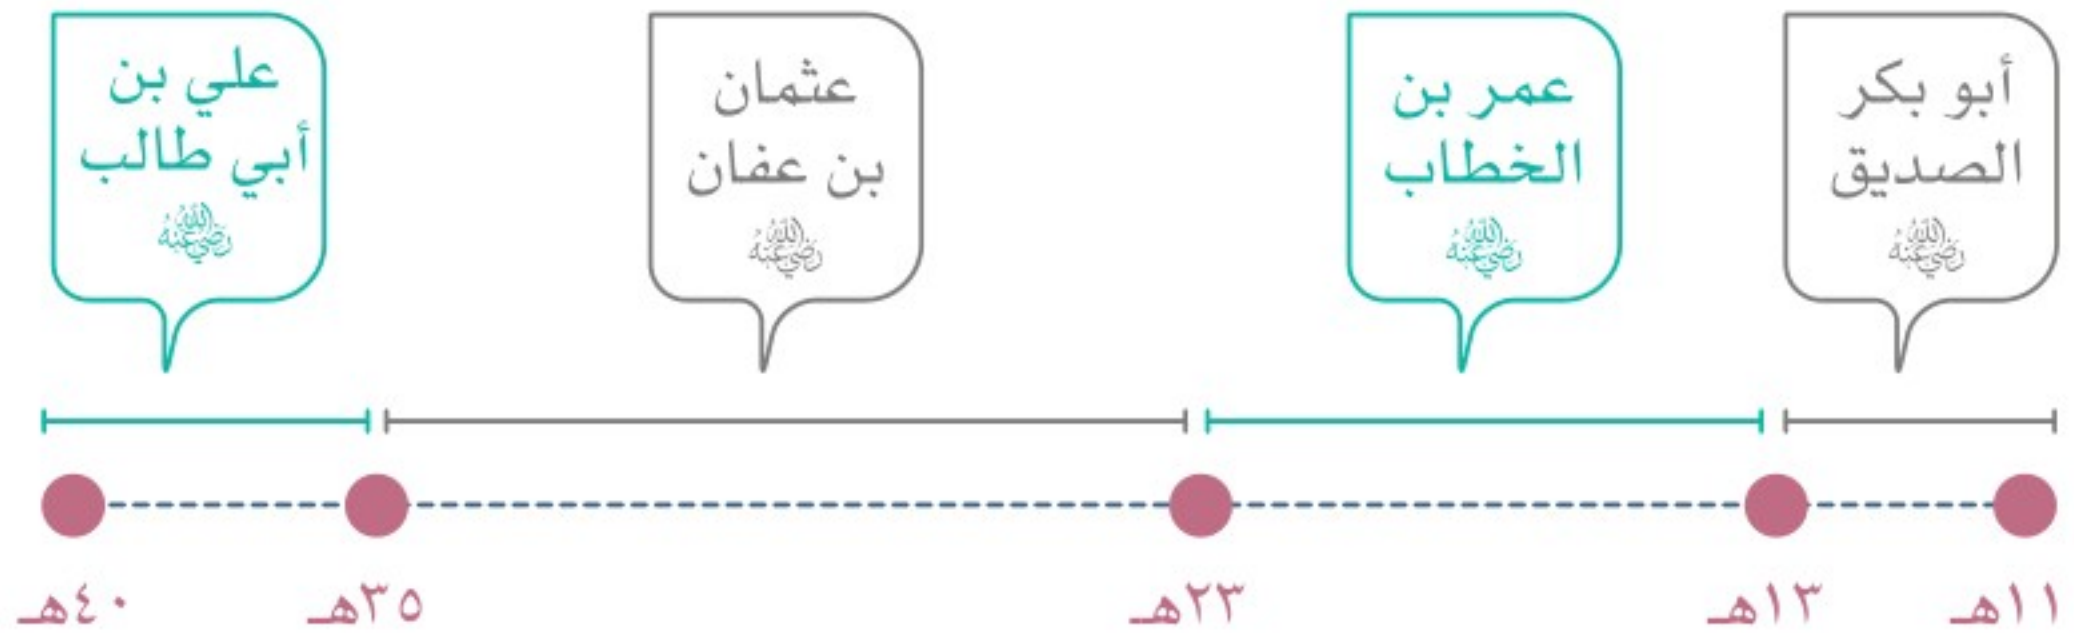 أبو بكر
الصديق
رضي الله عنه
عمر بن
الخطاب
رضي الله عنه
عثمان
بن عفان
رضي الله عنه
علي بن
أبي طالب
رضي الله عنه
١١هـ
١٣هـ
٢٣هـ
٣٥هـ
٤٠هـ